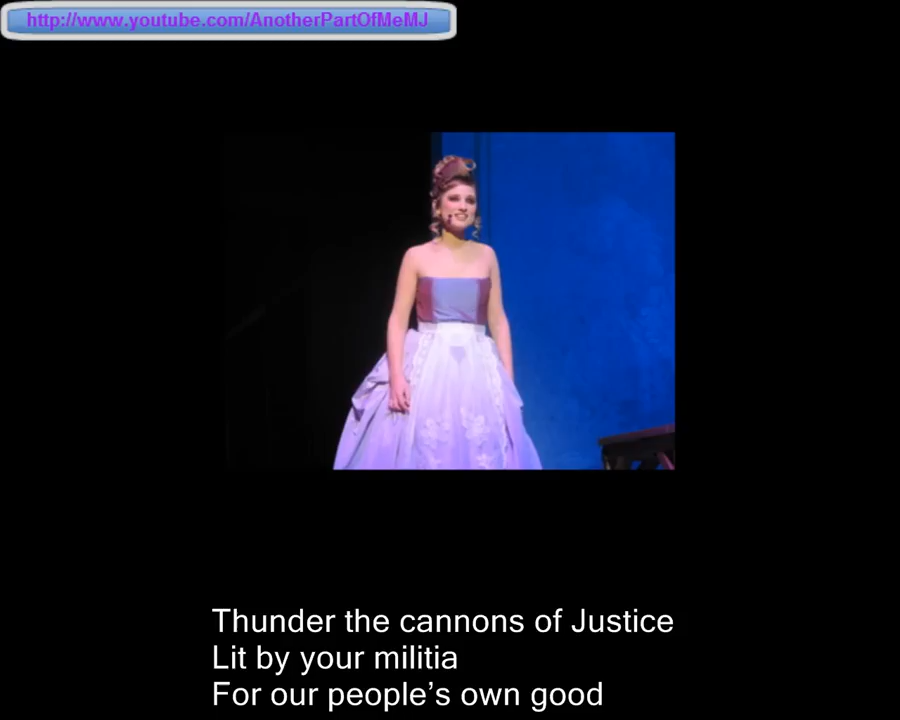 http://www.youtube.com/AnotherPartOfMeMJ
Thunder the cannons of Justice
Lit by your militia
For our people’s own good